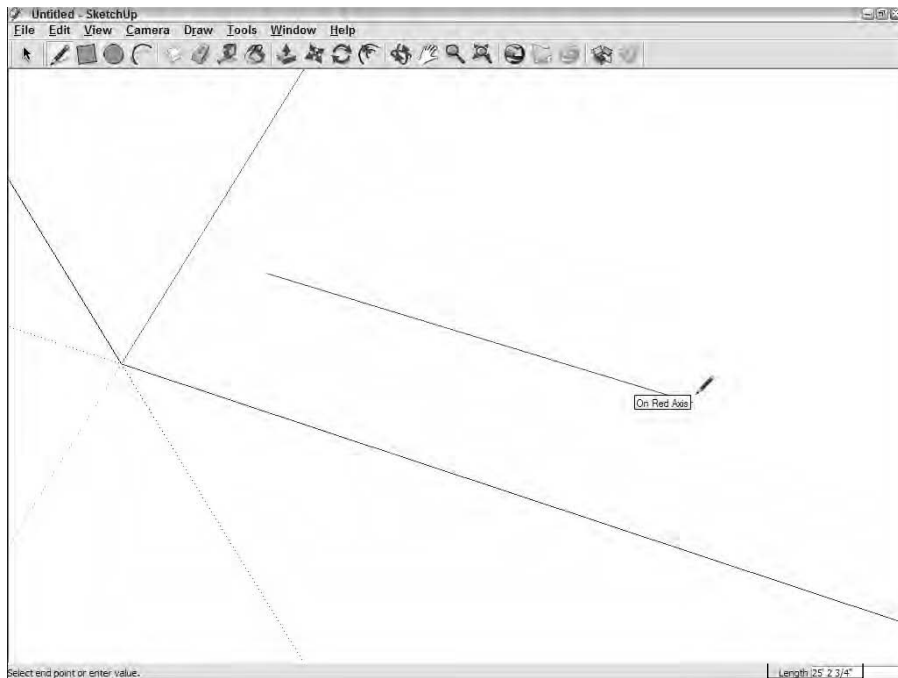 Untitled - SketchUp
File Edit View Camera Draw Tools Window Help
On Red Axis
Select end point or enter value.
Length 25' 2 3/4"